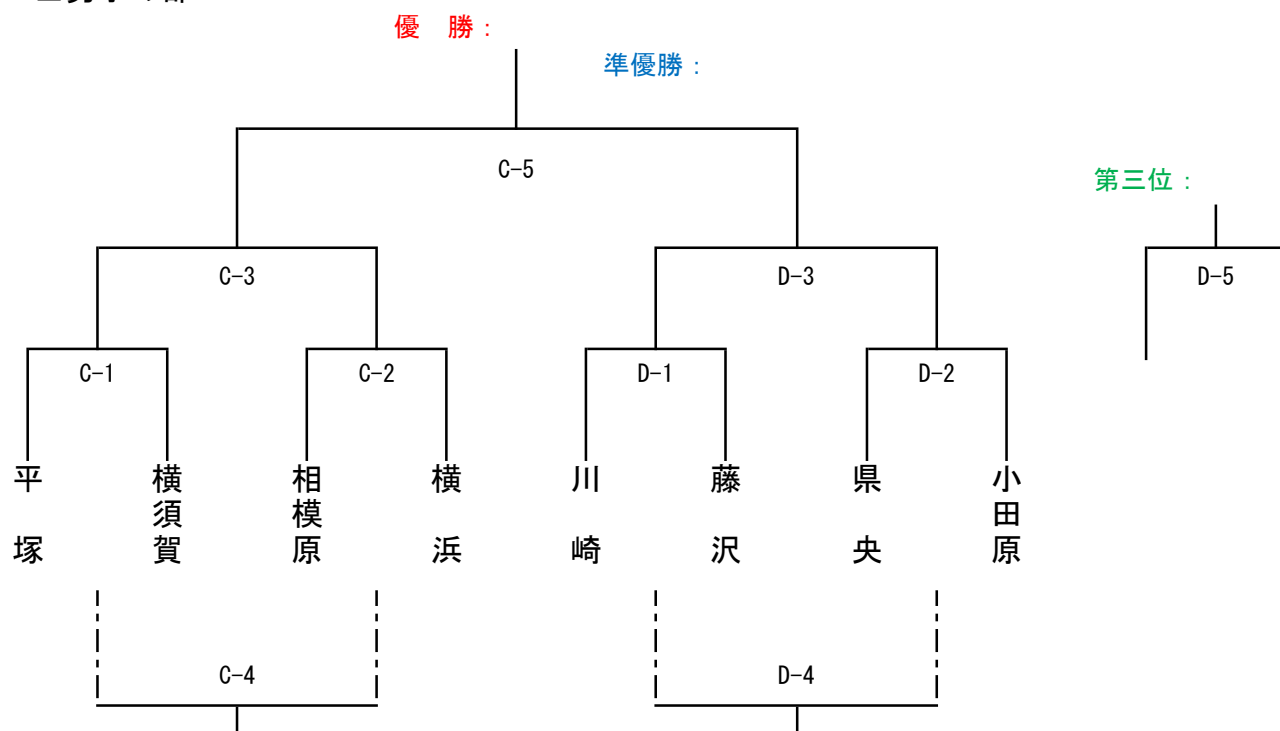 優　勝：
準優勝：
C-5
第三位：
C-3
D-3
D-5
C-1
C-2
D-1
D-2
平塚
横須賀
相模原
横浜
川崎
藤沢
県央
小田原
C-4
D-4